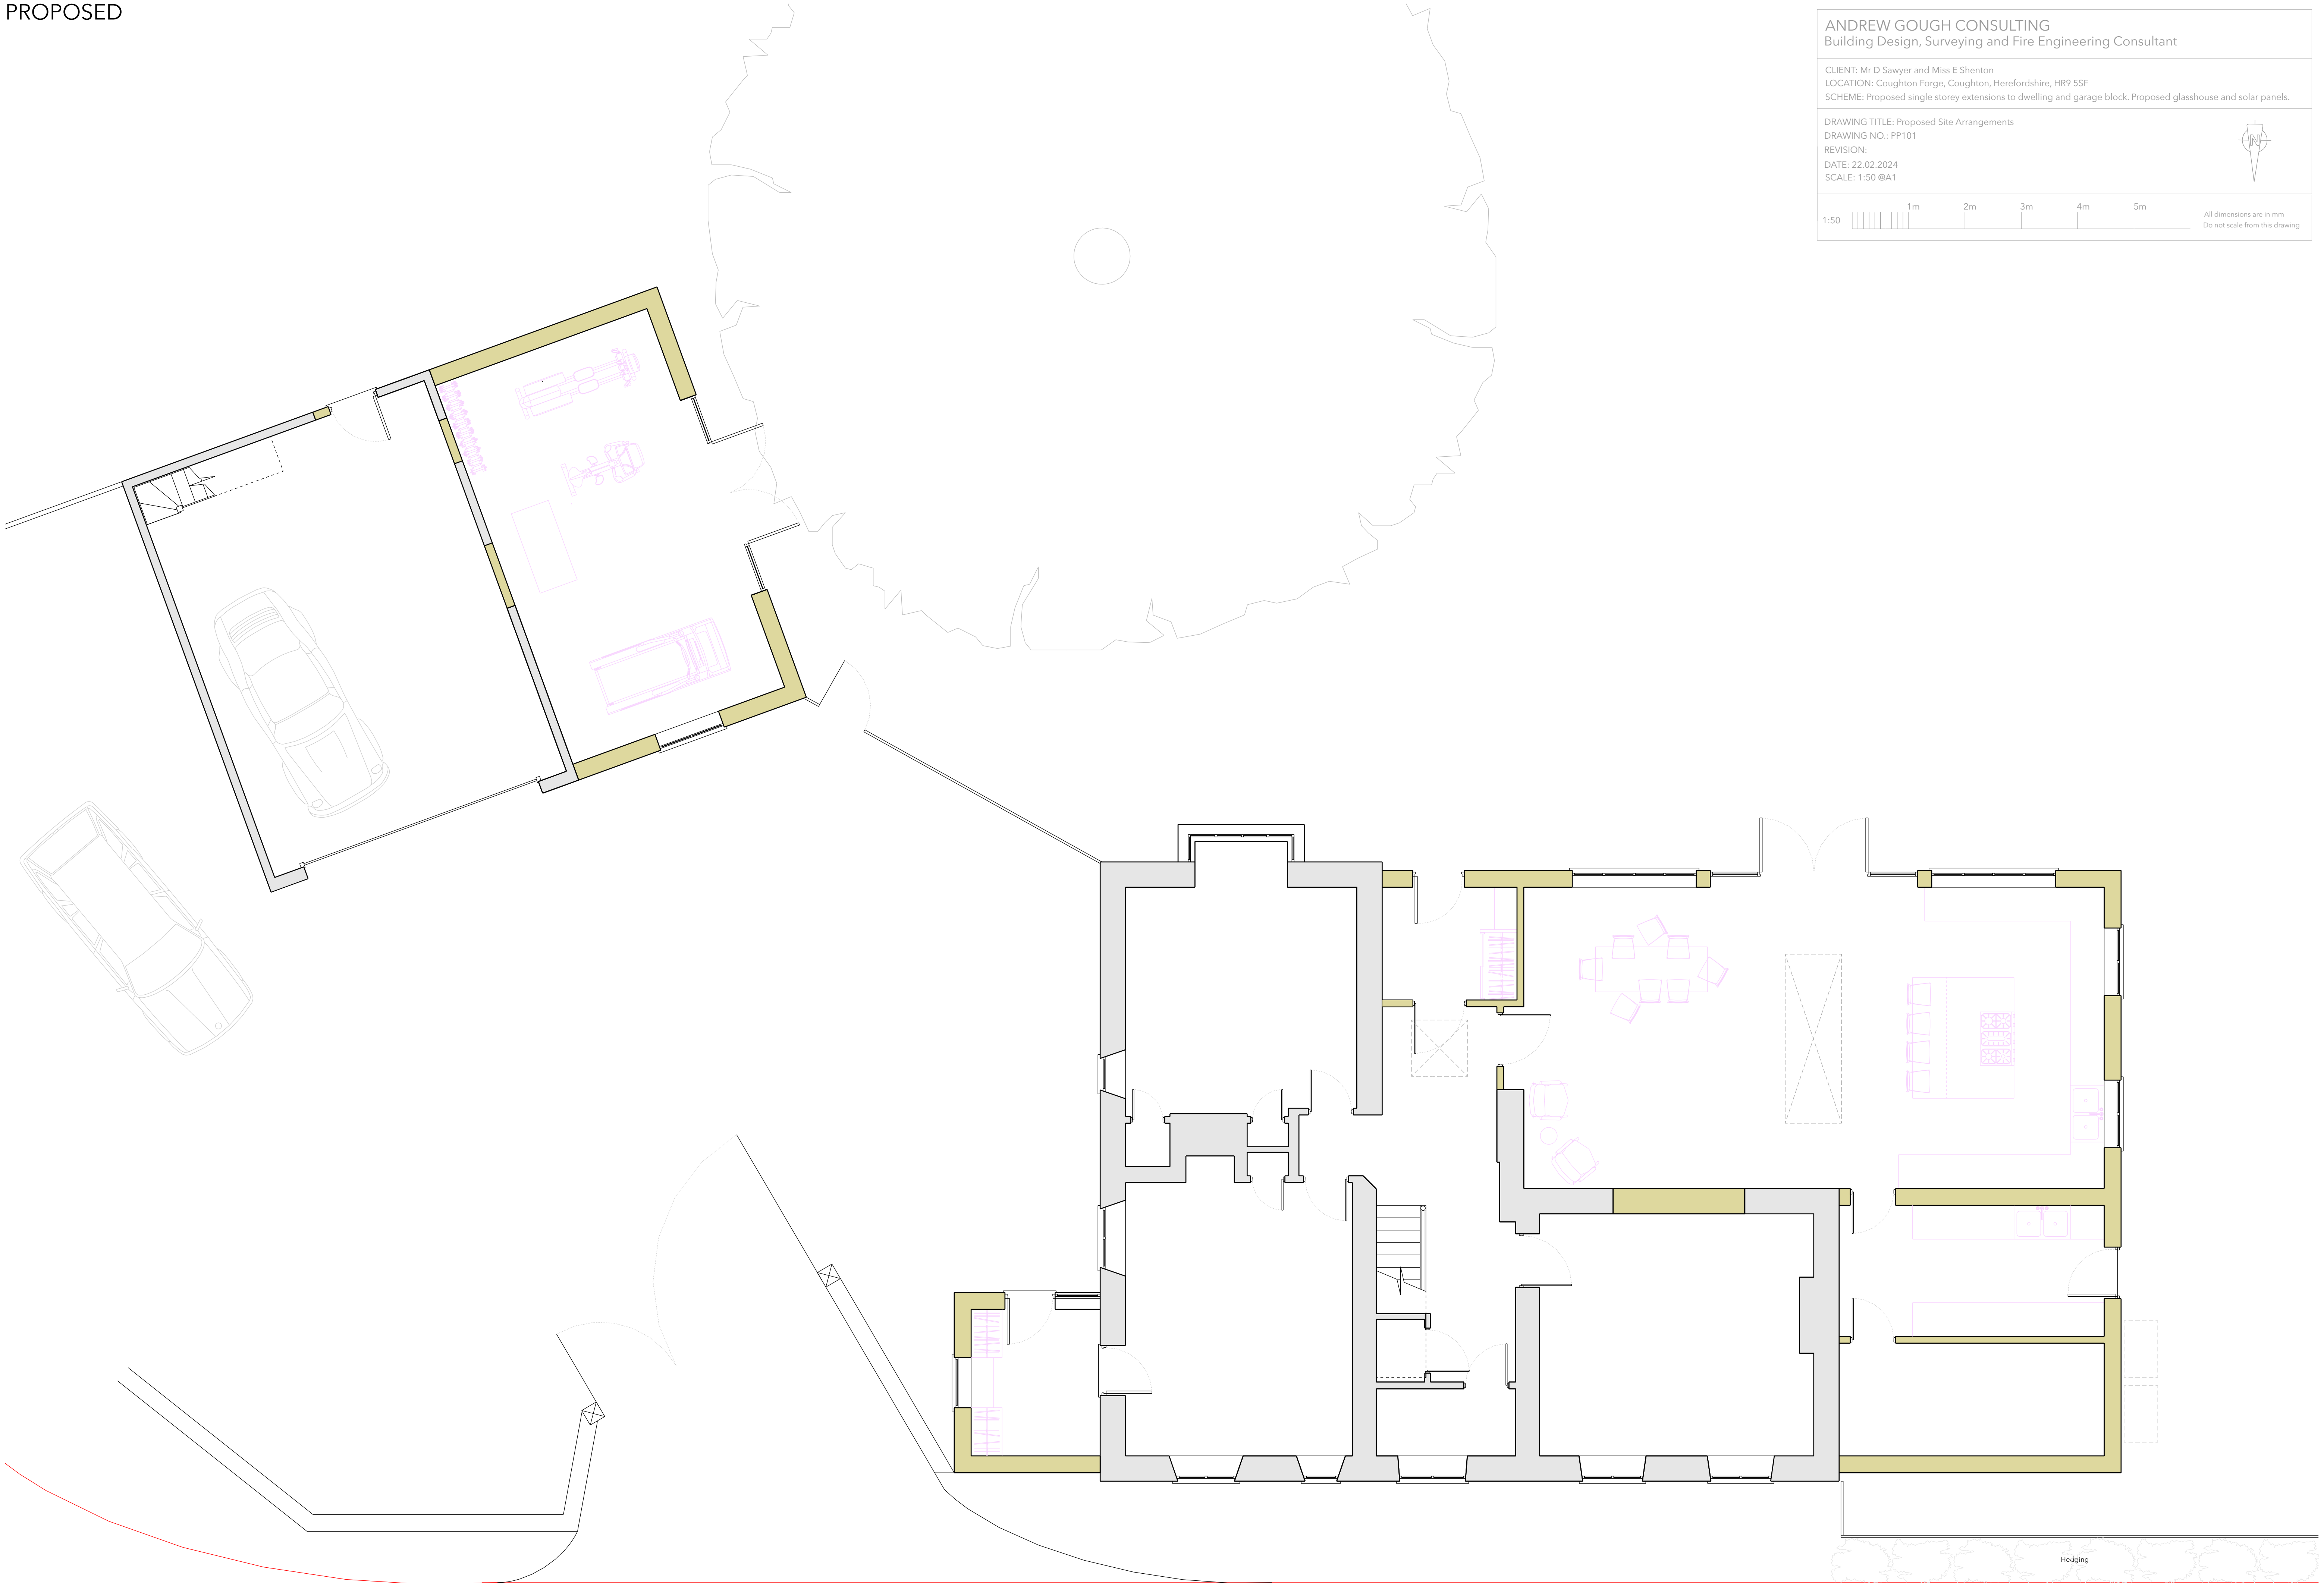 PROPOSED
ANDREW GOUGH CONSULTING
Building Design, Surveying and Fire Engineering Consultant
CLIENT: Mr D Sawyer and Miss E Shenton
LOCATION: Coughton Forge, Coughton, Herefordshire, HR9 5SF
SCHEME: Proposed single storey extensions to dwelling and garage block. Proposed glasshouse and solar panels.
DRAWING TITLE: Proposed Site Arrangements
DRAWING NO.: PP101
REVISION:
DATE: 22.02.2024
SCALE: 1:50 @A1
N
1m 2m 3m 4m 5m
1:50
All dimensions are in mm
Do not scale from this drawing
Hedging